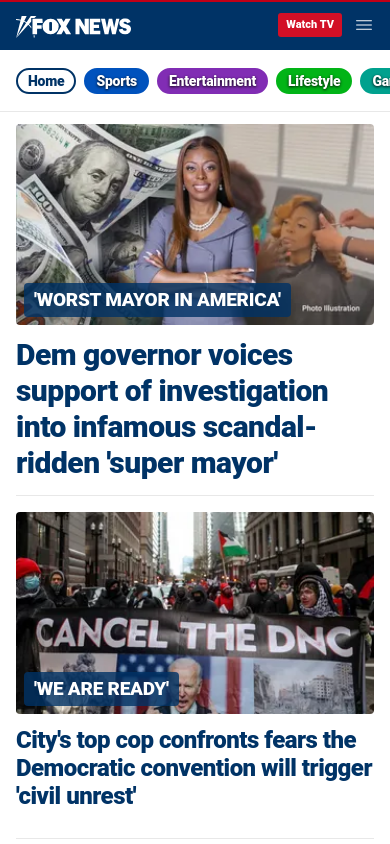 FOX NEWS
Watch TV
Home
Sports
Entertainment
Lifestyle
'WORST MAYOR IN AMERICA'
Photo Illustration
Dem governor voices
support of investigation
into infamous scandal-
ridden 'super mayor'
CANCEL THE DNC
'WE ARE READY'
City's top cop confronts fears the
Democratic convention will trigger
'civil unrest'